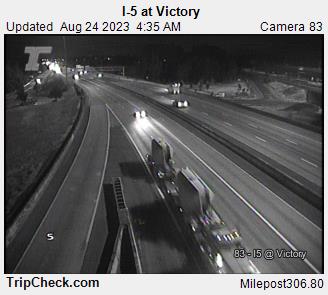 I-5 at Victory
Updated Aug 24 2023 4:35 AM Camera 83
S
83 - I5 @ Victory
TripCheck.com Milepost306.80